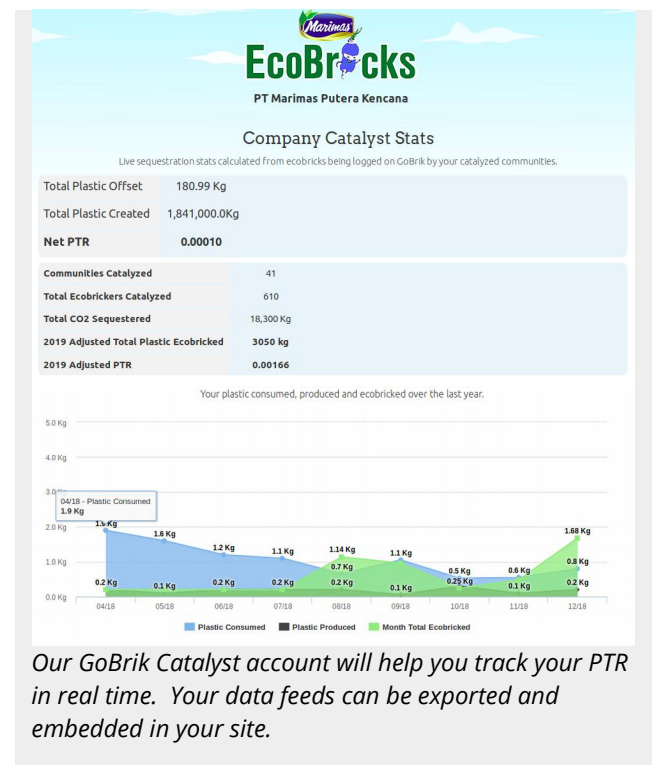 Marimas
EcoBricks
PT Marimas Putera Kencana
Company Catalyst Stats
Live sequestration stats calculated from ecobricks being logged on GoBrik by your catalyzed communities.
Total Plastic Offset 180.99 Kg
Total Plastic Created 1,841,000.0Kg
Net PTR 0.00010
Communities Catalyzed 41
Total Ecobrickers Catalyzed 610
Total CO2 Sequestered 18,300 Kg
2019 Adjusted Total Plastic Ecobricked 3050 kg
2019 Adjusted PTR 0.00166
Your plastic consumed, produced and ecobricked over the last year.
5.0 Kg
4.0 Kg
3.0 Kg
04/18 - Plastic Consumed
1.9 Kg
2.0 Kg 1.9 Kg 1.6 Kg 1.2 Kg 1.1 Kg 1.14 Kg 1.1 Kg 1.68 Kg
1.0 Kg 0.7 Kg 0.5 Kg 0.6 Kg 0.8 Kg
0.2 Kg 0.1 Kg 0.2 Kg 0.2 Kg 0.2 Kg 0.1 Kg 0.25 Kg 0.1 Kg 0.2 Kg
0.0 Kg
04/18 05/18 06/18 07/18 08/18 09/18 10/18 11/18 12/18
Plastic Consumed Plastic Produced Month Total Ecobricked
Our GoBrik Catalyst account will help you track your PTR
in real time. Your data feeds can be exported and
embedded in your site.